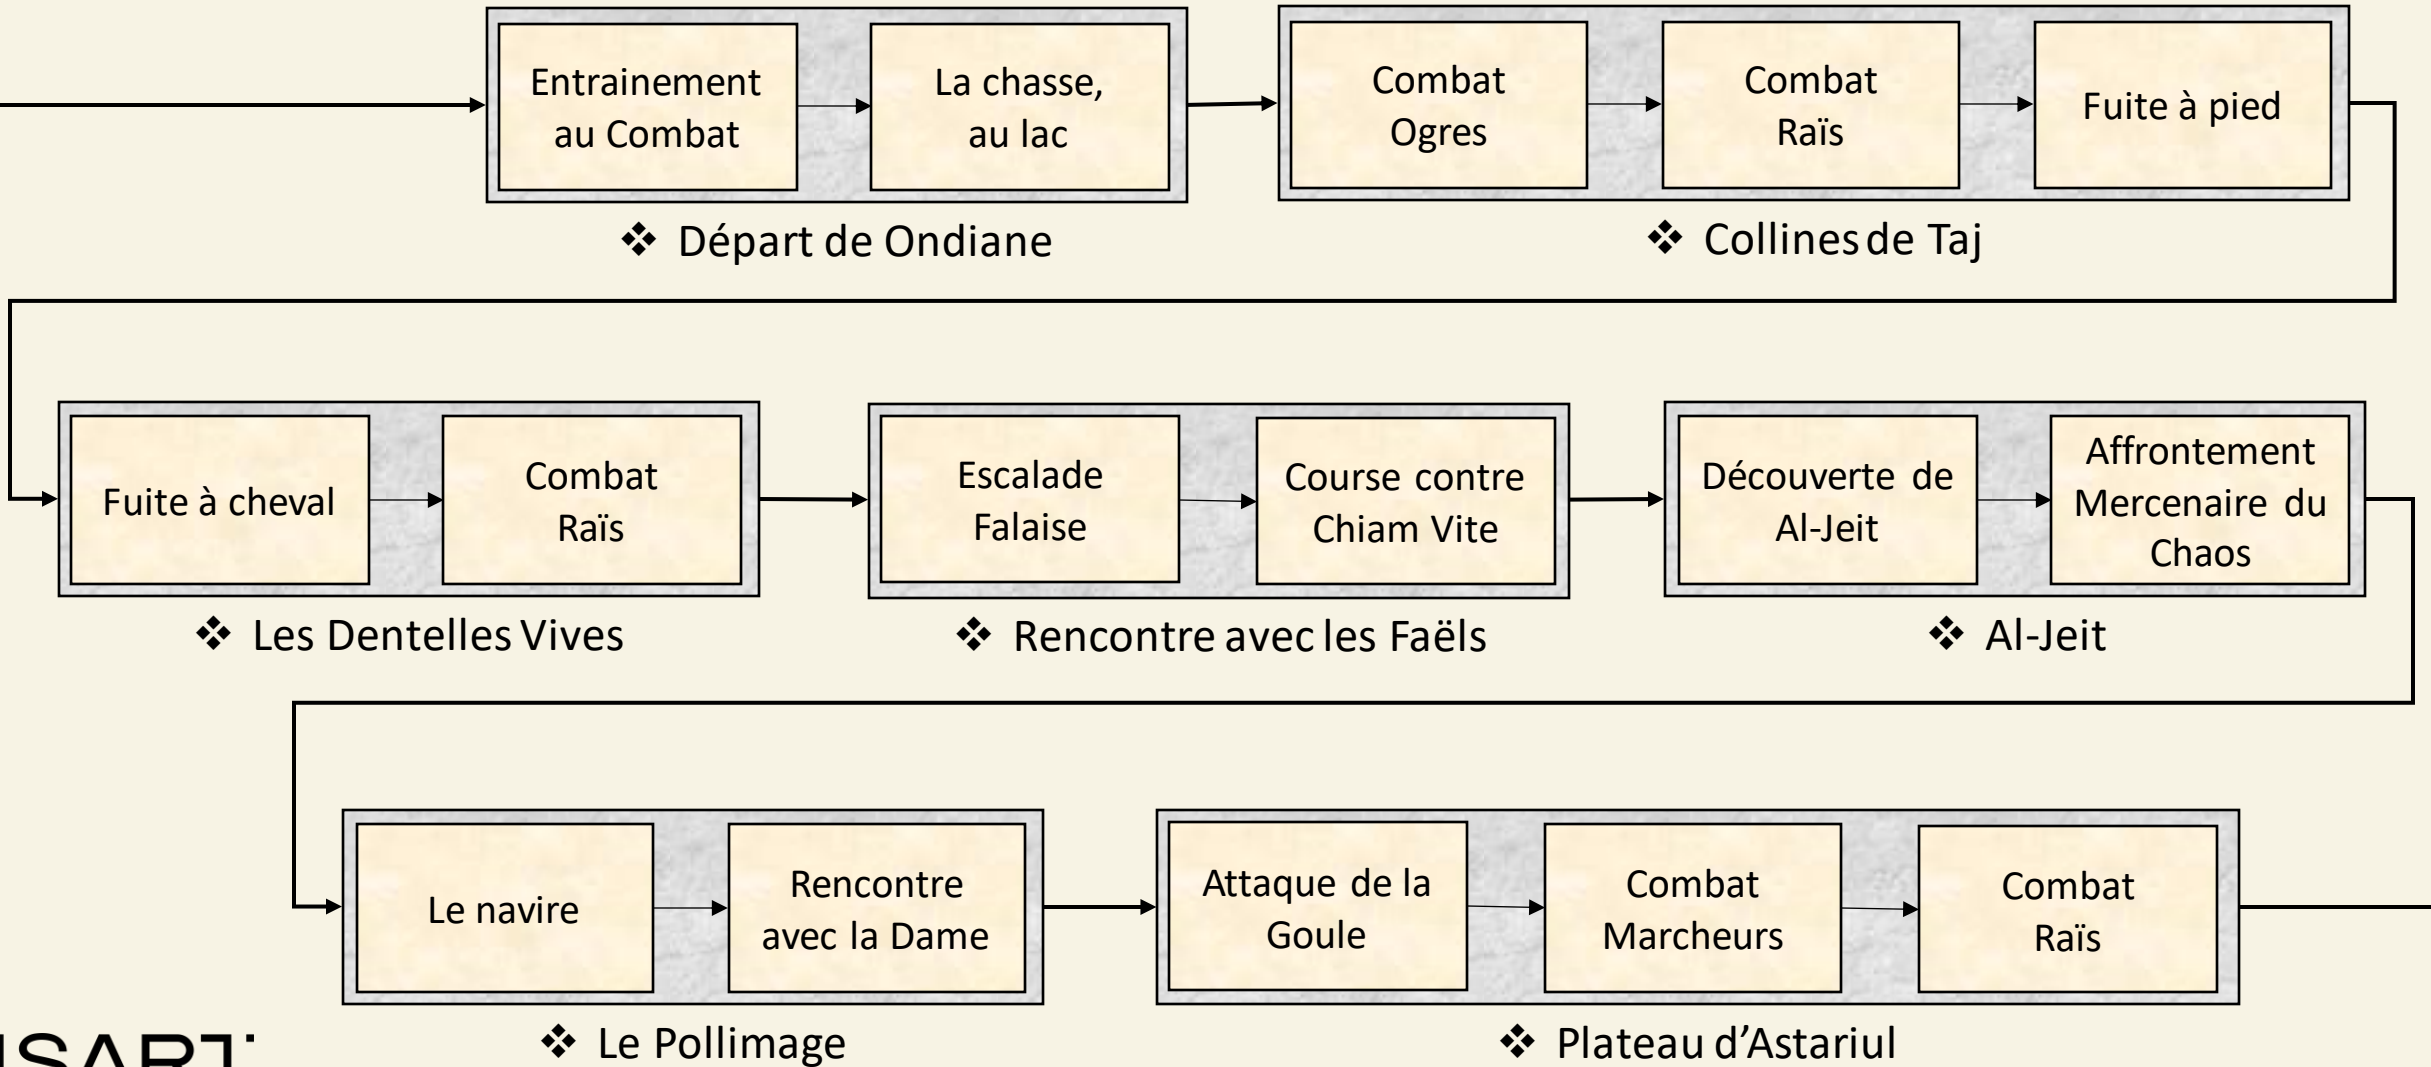 Entrainement
au Combat
La chasse,
au lac
Combat
Ogres
Combat
Raïs
Fuite à pied
❖ Départ de Ondiane
❖ Collines de Taj
Fuite à cheval
Combat
Raïs
Escalade
Falaise
Course contre
Chiam Vite
Découverte de
Al-Jeit
Affrontement
Mercenaire du
Chaos
❖ Les Dentelles Vives
❖ Rencontre avec les Faëls
❖ Al-Jeit
Le navire
Rencontre
avec la Dame
Attaque de la
Goule
Combat
Marcheurs
Combat
Raïs
❖ Le Pollimage
❖ Plateau d’Astariul